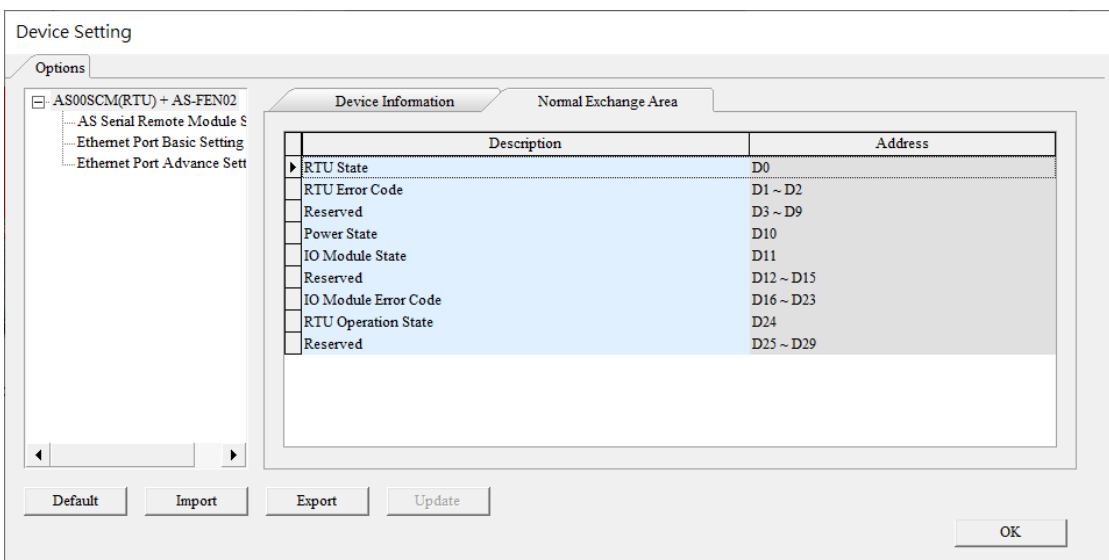 Device Setting
Options
AS00SCM(RTU) + AS-FEN02
AS Serial Remote Module S
Ethernet Port Basic Setting
Ethernet Port Advance Sett
Device Information
Normal Exchange Area
Description Address
RTU State D0
RTU Error Code D1 ~ D2
Reserved D3 ~ D9
Power State D10
IO Module State D11
Reserved D12 ~ D15
IO Module Error Code D16 ~ D23
RTU Operation State D24
Reserved D25 ~ D29
Default Import Export Update
OK